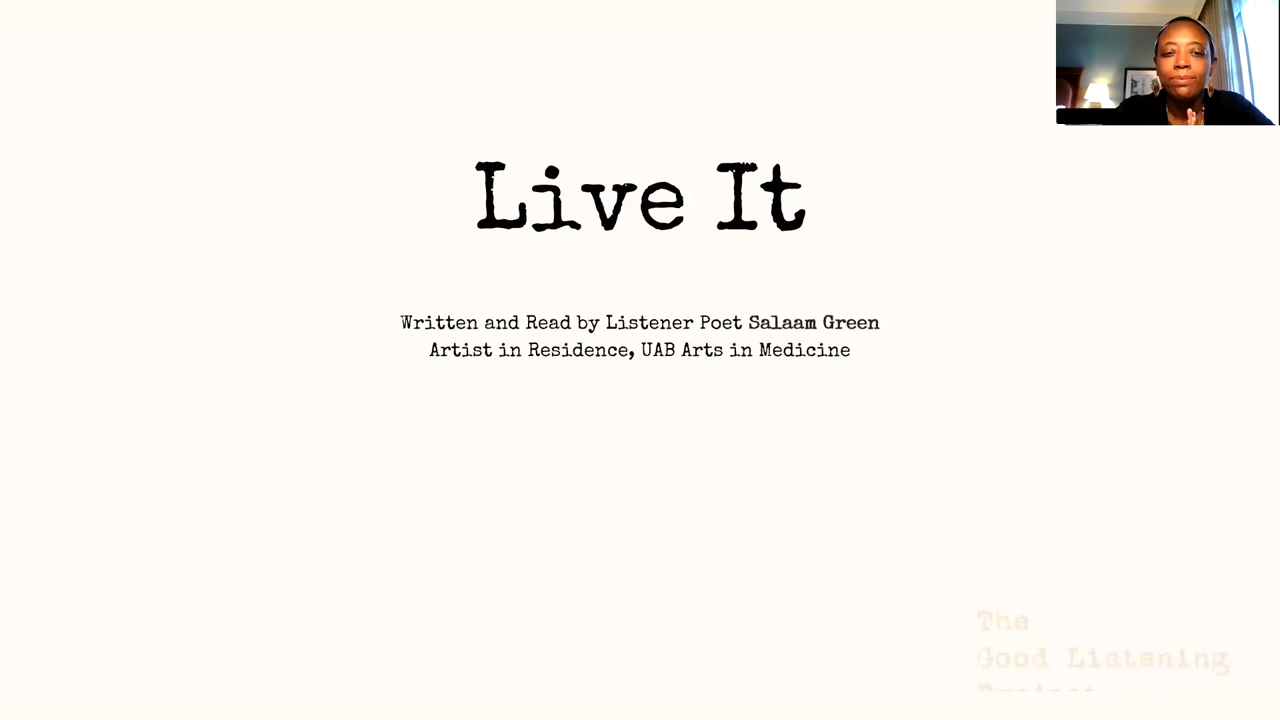 Live It
Written and Read by Listener Poet Salaam Green
Artist in Residence, UAB Arts in Medicine
The
Good Listening
Project